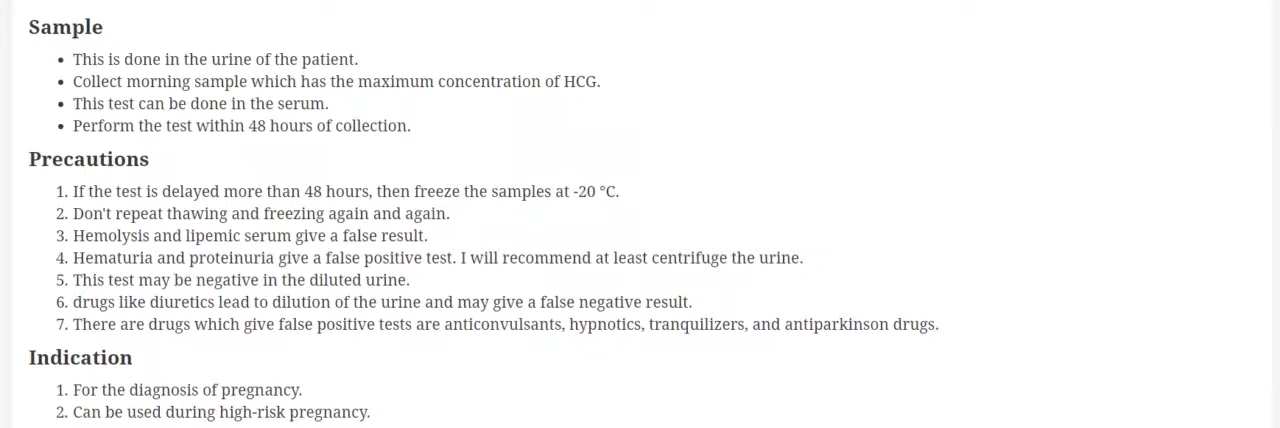 Sample
• This is done in the urine of the patient.
• Collect morning sample which has the maximum concentration of HCG.
• This test can be done in the serum.
• Perform the test within 48 hours of collection.
Precautions
1. If the test is delayed more than 48 hours, then freeze the samples at -20 °C.
2. Don't repeat thawing and freezing again and again.
3. Hemolysis and lipemic serum give a false result.
4. Hematuria and proteinuria give a false positive test. I will recommend at least centrifuge the urine.
5. This test may be negative in the diluted urine.
6. drugs like diuretics lead to dilution of the urine and may give a false negative result.
7. There are drugs which give false positive tests are anticonvulsants, hypnotics, tranquilizers, and antiparkinson drugs.
Indication
1. For the diagnosis of pregnancy.
2. Can be used during high-risk pregnancy.